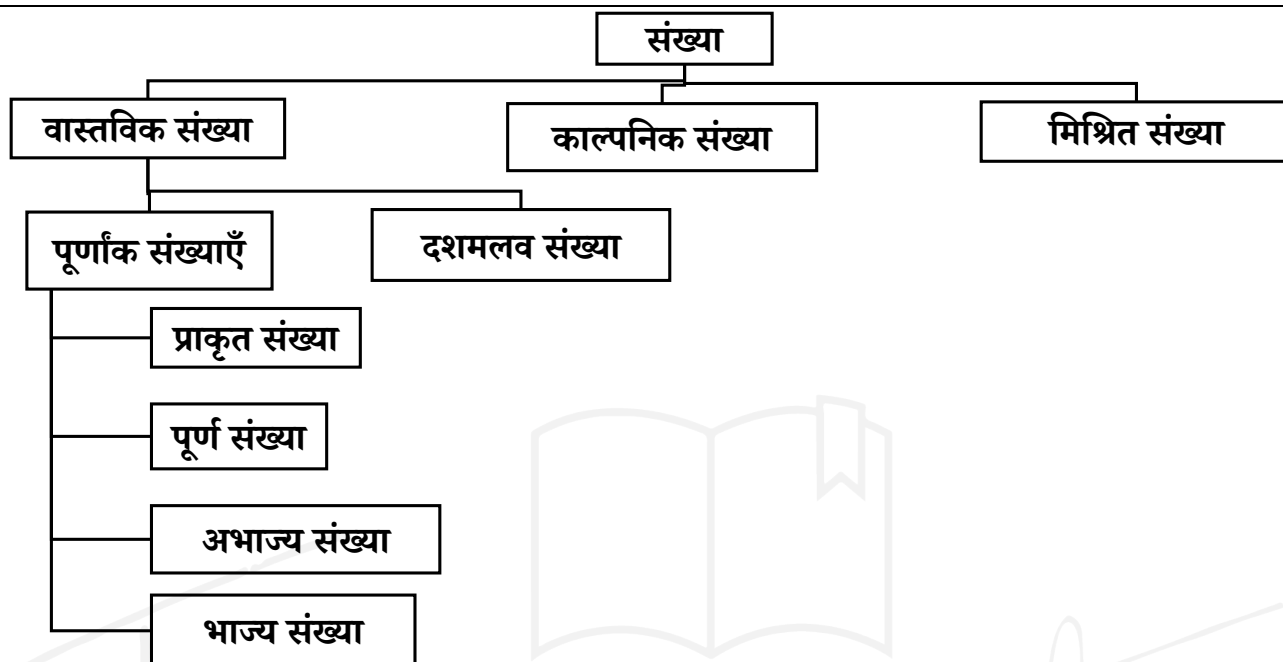 संख्या
वास्तविक संख्या
काल्पनिक संख्या
मिश्रित संख्या
पूर्णांक संख्याएँ
दशमलव संख्या
प्राकृत संख्या
पूर्ण संख्या
अभाज्य संख्या
भाज्य संख्या